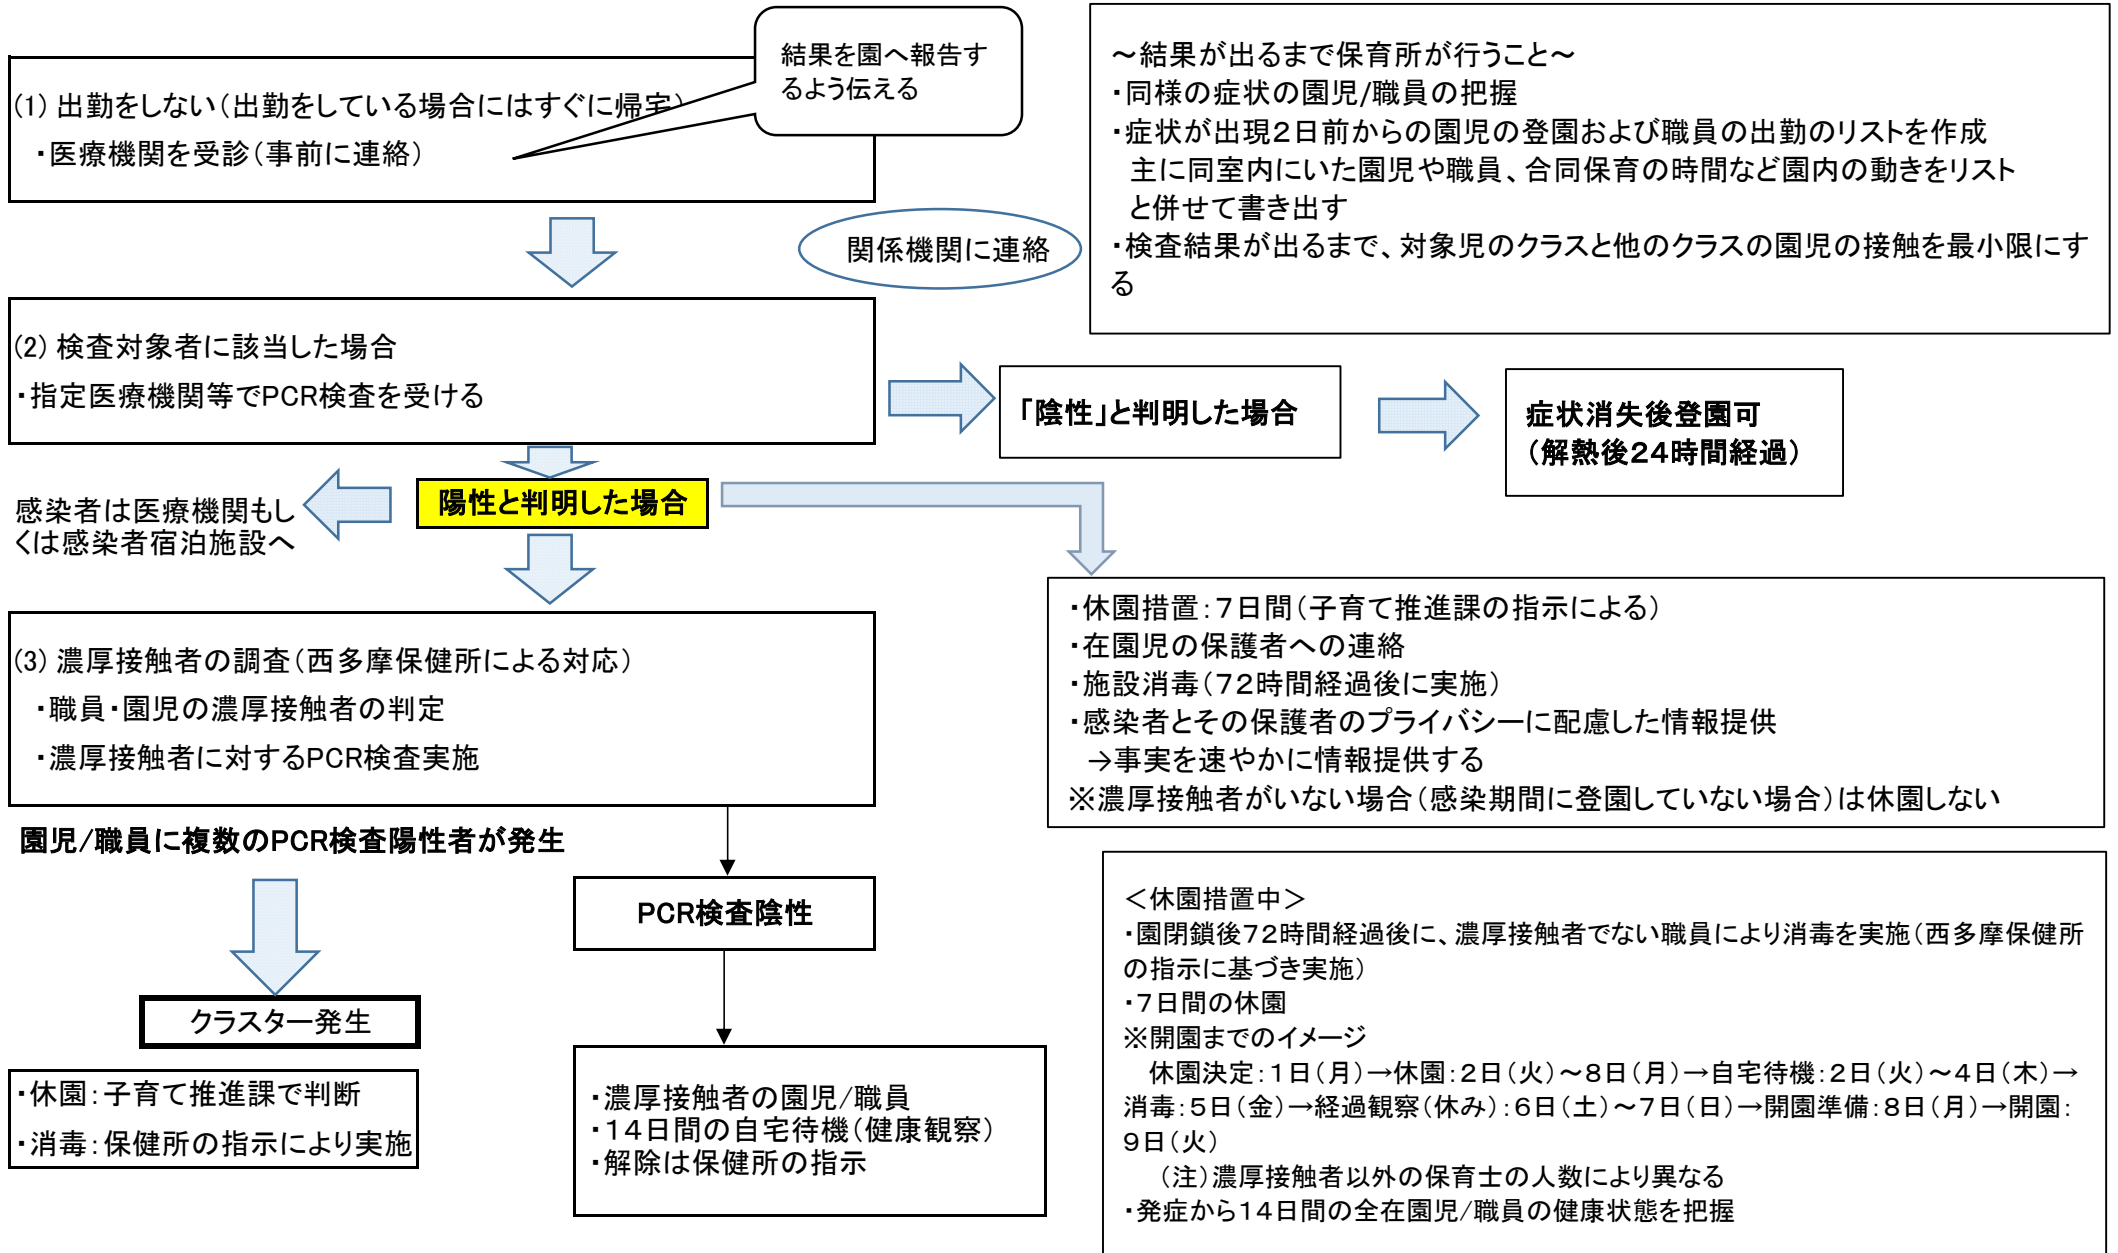 結果を園へ報告す
るよう伝える
(1) 出勤をしない（出勤をしている場合にはすぐに帰宅）
・医療機関を受診（事前に連絡）
～結果が出るまで保育所が行うこと～
・同様の症状の園児/職員の把握
・症状が出現２日前からの園児の登園および職員の出勤のリストを作成
主に同室内にいた園児や職員、合同保育の時間など園内の動きをリスト
と併せて書き出す
・検査結果が出るまで、対象児のクラスと他のクラスの園児の接触を最小限にす
る
関係機関に連絡
(2) 検査対象者に該当した場合
・指定医療機関等でPCR検査を受ける
「陰性」と判明した場合
症状消失後登園可
（解熱後２４時間経過）
陽性と判明した場合
感染者は医療機関もし
くは感染者宿泊施設へ
(3) 濃厚接触者の調査（西多摩保健所による対応）
・職員・園児の濃厚接触者の判定
・濃厚接触者に対するPCR検査実施
・休園措置：７日間（子育て推進課の指示による）
・在園児の保護者への連絡
・施設消毒（７２時間経過後に実施）
・感染者とその保護者のプライバシーに配慮した情報提供
→事実を速やかに情報提供する
※濃厚接触者がいない場合（感染期間に登園していない場合）は休園しない
園児/職員に複数のPCR検査陽性者が発生
PCR検査陰性
クラスター発生
・休園：子育て推進課で判断
・消毒：保健所の指示により実施
・濃厚接触者の園児/職員
・１４日間の自宅待機（健康観察）
・解除は保健所の指示
＜休園措置中＞
・園閉鎖後７２時間経過後に、濃厚接触者でない職員により消毒を実施（西多摩保健所
の指示に基づき実施）
・７日間の休園
※開園までのイメージ
休園決定：１日（月）→休園：２日（火）～８日（月）→自宅待機：２日（火）～４日（木）→
消毒：５日（金）→経過観察（休み）：６日（土）～７日（日）→開園準備：８日（月）→開園：
９日（火）
（注）濃厚接触者以外の保育士の人数により異なる
・発症から１４日間の全在園児/職員の健康状態を把握